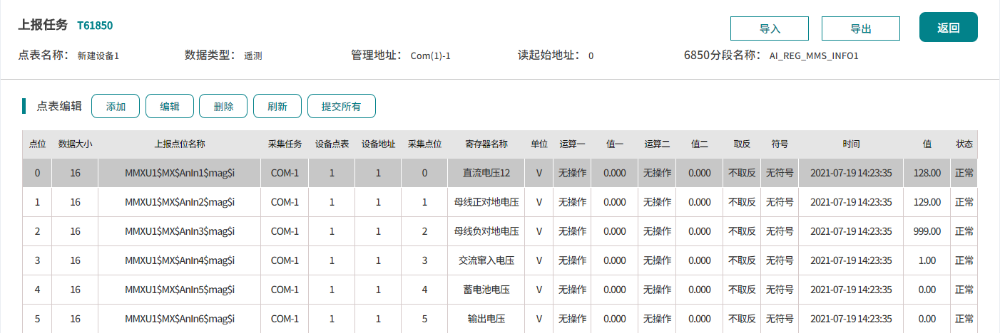 上报任务 T61850 导入 导出 返回
点表名称： 新建设备1 数据类型： 遥测 管理地址： Com(1)-1 读起始地址： 0 6850分段名称： AI_REG_MMS_INFO1
点表编辑 添加 编辑 删除 刷新 提交所有
点位 数据大小 上报点位名称 采集任务 设备点表 设备地址 采集点位 寄存器名称 单位 运算一 值一 运算二 值二 取反 符号 时间 值 状态
0 16 MMXU1$MX$AnIn1$mag$i COM-1 1 1 0 直流电压12 V 无操作 0.000 无操作 0.000 不取反 无符号 2021-07-19 14:23:35 128.00 正常
1 16 MMXU1$MX$AnIn2$mag$i COM-1 1 1 1 母线正对地电压 V 无操作 0.000 无操作 0.000 不取反 无符号 2021-07-19 14:23:35 129.00 正常
2 16 MMXU1$MX$AnIn3$mag$i COM-1 1 1 2 母线负对地电压 V 无操作 0.000 无操作 0.000 不取反 无符号 2021-07-19 14:23:35 999.00 正常
3 16 MMXU1$MX$AnIn4$mag$i COM-1 1 1 3 交流窜入电压 V 无操作 0.000 无操作 0.000 不取反 无符号 2021-07-19 14:23:35 1.00 正常
4 16 MMXU1$MX$AnIn5$mag$i COM-1 1 1 4 蓄电池电压 V 无操作 0.000 无操作 0.000 不取反 无符号 2021-07-19 14:23:35 0.00 正常
5 16 MMXU1$MX$AnIn6$mag$i COM-1 1 1 5 输出电压 V 无操作 0.000 无操作 0.000 不取反 无符号 2021-07-19 14:23:35 0.00 正常